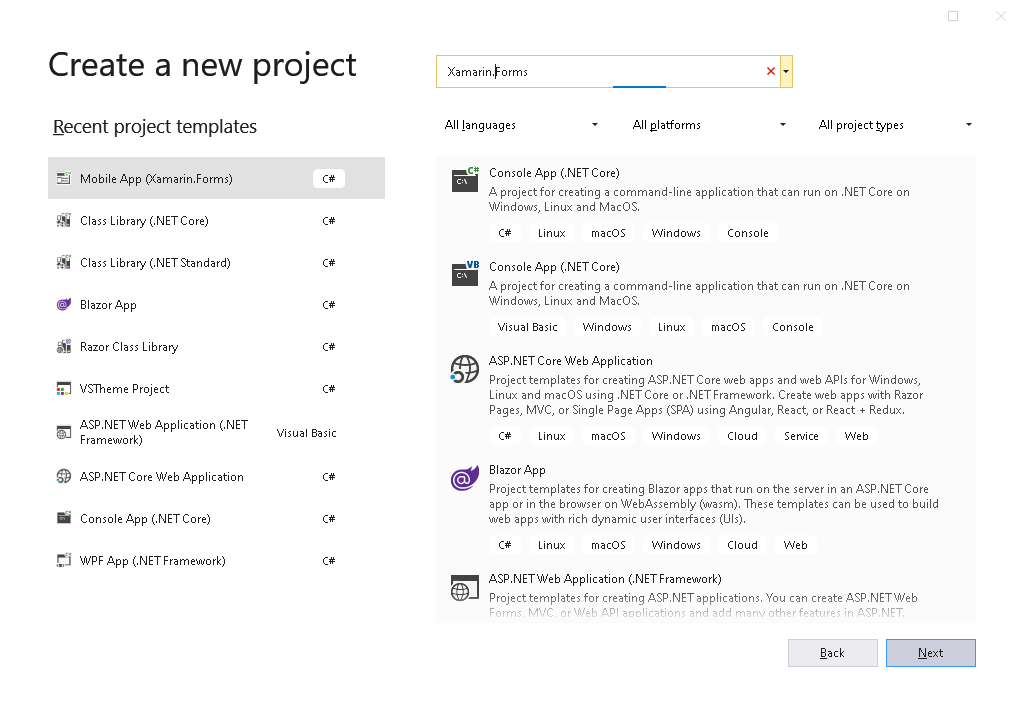 Create a new project
Xamarin.Forms
Recent project templates
All languages
All platforms
All project types
Mobile App (Xamarin.Forms)
C#
Class Library (.NET Core)
C#
Class Library (.NET Standard)
C#
Blazor App
C#
Razor Class Library
C#
VSTheme Project
C#
ASP.NET Web Application (.NET
Framework)
Visual Basic
ASP.NET Core Web Application
C#
Console App (.NET Core)
C#
WPF App (.NET Framework)
C#
C#
C:\
Console App (.NET Core)
A project for creating a command-line application that can run on .NET Core on
Windows, Linux and MacOS.
C# Linux macOS Windows Console
VB
C:\
Console App (.NET Core)
A project for creating a command-line application that can run on .NET Core on
Windows, Linux and MacOS.
Visual Basic Windows Linux macOS Console
ASP.NET Core Web Application
Project templates for creating ASP.NET Core web apps and web APIs for Windows,
Linux and macOS using .NET Core or .NET Framework. Create web apps with Razor
Pages, MVC, or Single Page Apps (SPA) using Angular, React, or React + Redux.
C# Linux macOS Windows Cloud Service Web
Blazor App
Project templates for creating Blazor apps that run on the server in an ASP.NET Core
app or in the browser on WebAssembly (wasm). These templates can be used to build
web apps with rich dynamic user interfaces (UIs).
C# Linux macOS Windows Cloud Web
ASP.NET Web Application (.NET Framework)
Project templates for creating ASP.NET applications. You can create ASP.NET Web
Forms, MVC, or Web API applications and add many other features in ASP.NET.
Back
Next